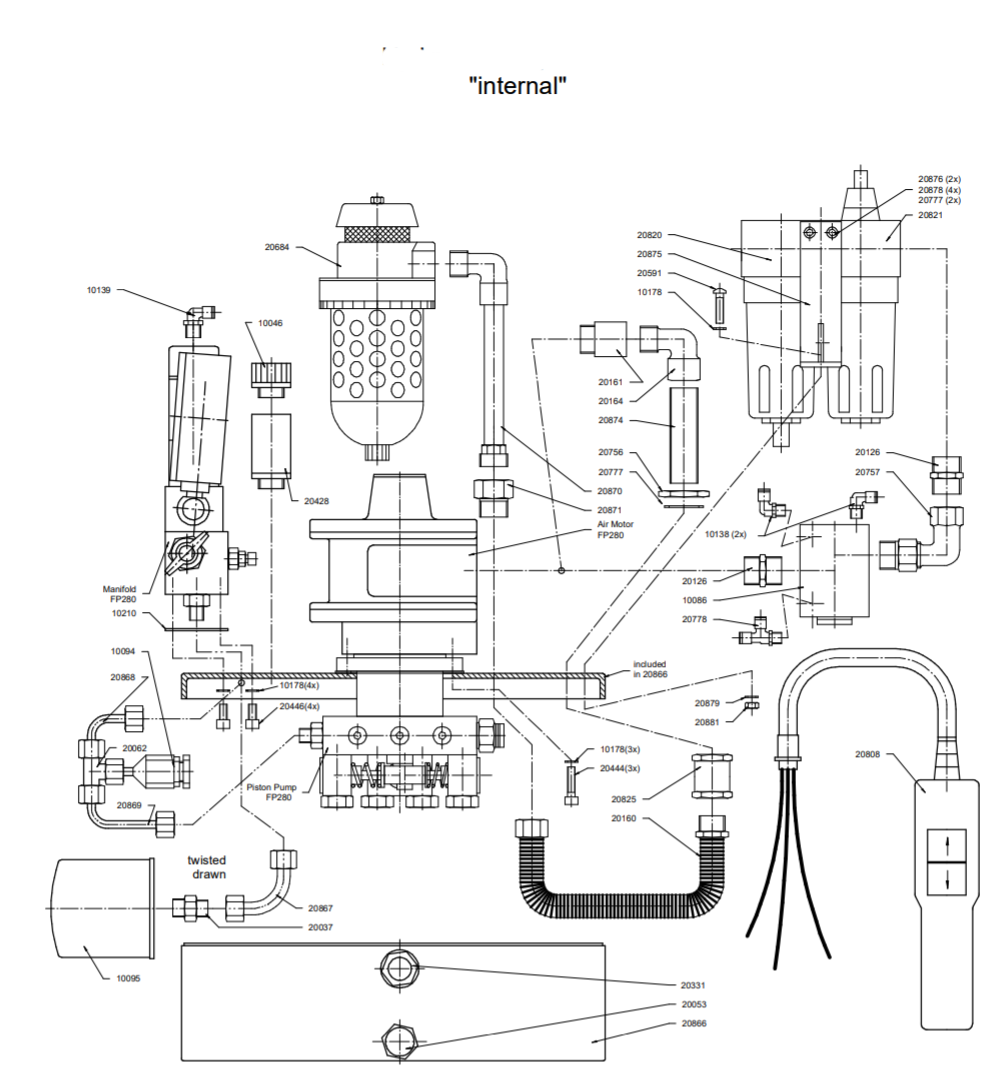 "internal"
20876 (2x)
20878 (4x)
20777 (2x)
20821
20820
20875
20591
10178
20684
10139
10046
20161
20164
20874
20756
20777
20870
20871
20428
Air Motor
FP280
20126
20757
10138 (2x)
20126
10086
20778
Manifold
FP280
10210
10094
20868
10178(4x)
20446(4x)
included
in 20866
20879
20881
20062
10178(3x)
20444(3x)
20808
Piston Pump
FP280
20825
20869
20160
twisted
drawn
20867
20037
10095
20331
20053
20866